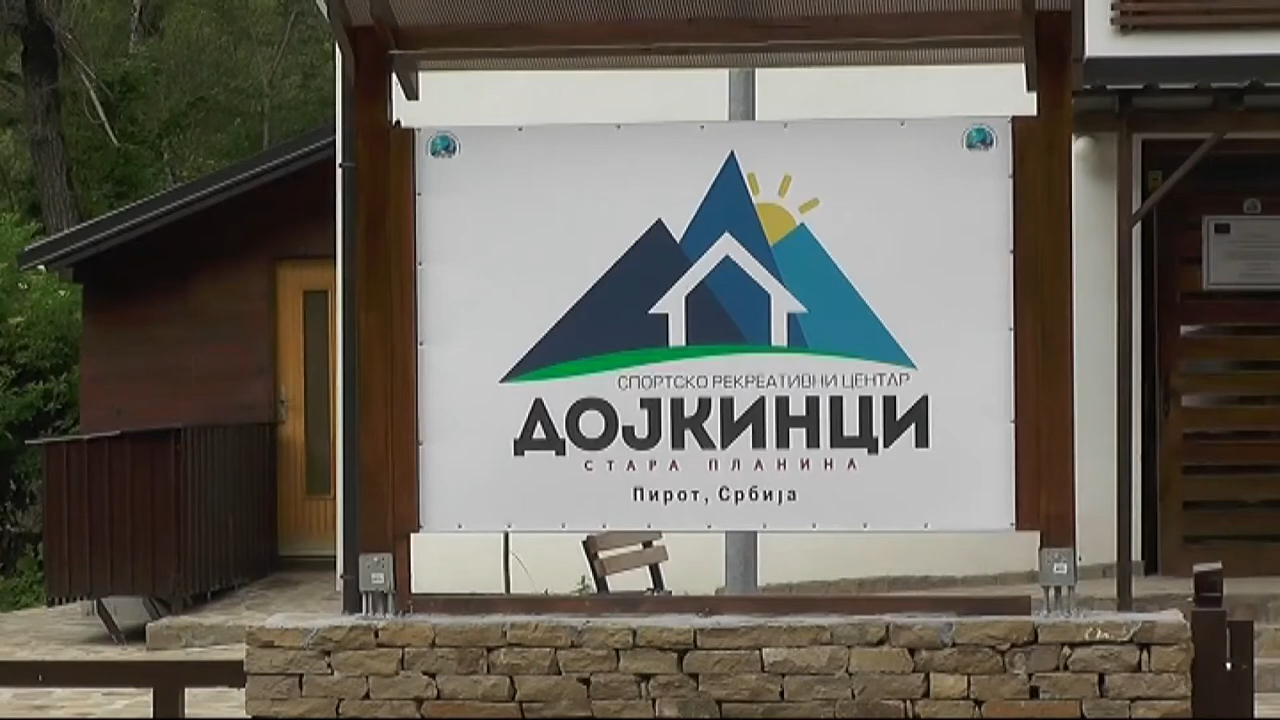 СПОРТСКО РЕКРЕАТИВНИ ЦЕНТАР
ДОЈКИНЦИ
СТАРА ПЛАНИНА
Пирот, Србија